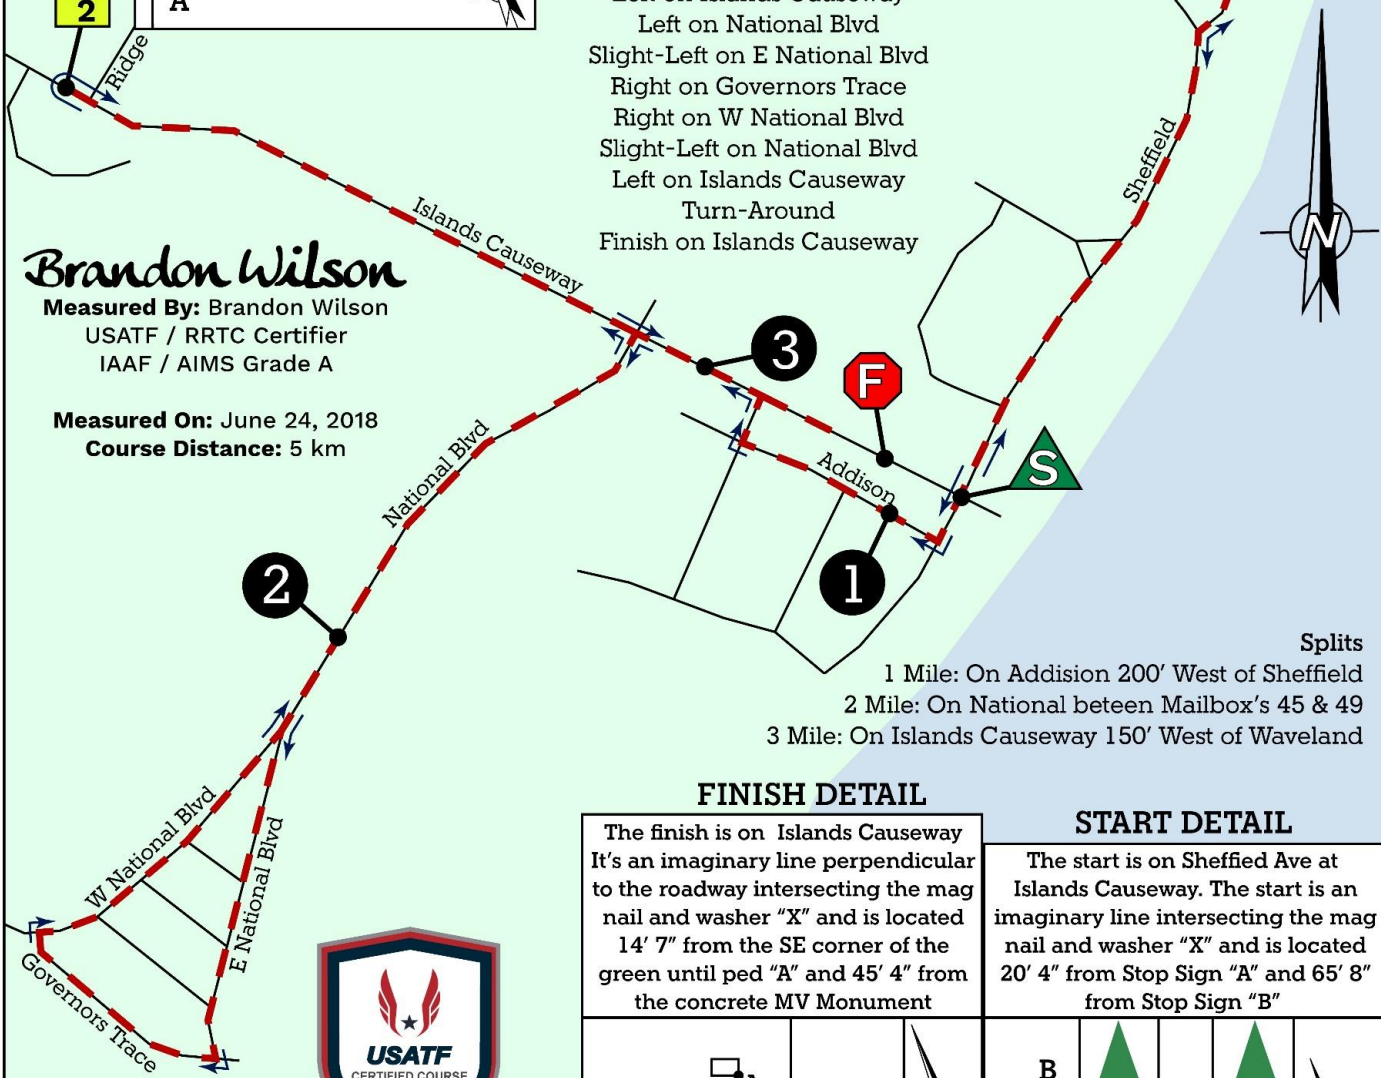 2
A
Left on Islands Causeway
Left on National Blvd
Slight-Left on E National Blvd
Right on Governors Trace
Right on W National Blvd
Slight-Left on National Blvd
Left on Islands Causeway
Turn-Around
Finish on Islands Causeway
Ridge
Sheffield
N
Islands Causeway
Brandon Wilson
Measured By: Brandon Wilson
USATF / RRTC Certifier
IAAF / AIMS Grade A
Measured On: June 24, 2018
Course Distance: 5 km
3
F
S
Addison
1
National Blvd
2
Splits
1 Mile: On Addision 200' West of Sheffield
2 Mile: On National beteen Mailbox's 45 & 49
3 Mile: On Islands Causeway 150' West of Waveland
W National Blvd
E National Blvd
Governors Trace
USATF
CERTIFIED COURSE
FINISH DETAIL
The finish is on Islands Causeway
It's an imaginary line perpendicular
to the roadway intersecting the mag
nail and washer "X" and is located
14' 7" from the SE corner of the
green until ped "A" and 45' 4" from
the concrete MV Monument
START DETAIL
The start is on Sheffied Ave at
Islands Causeway. The start is an
imaginary line intersecting the mag
nail and washer "X" and is located
20' 4" from Stop Sign "A" and 65' 8"
from Stop Sign "B"
B